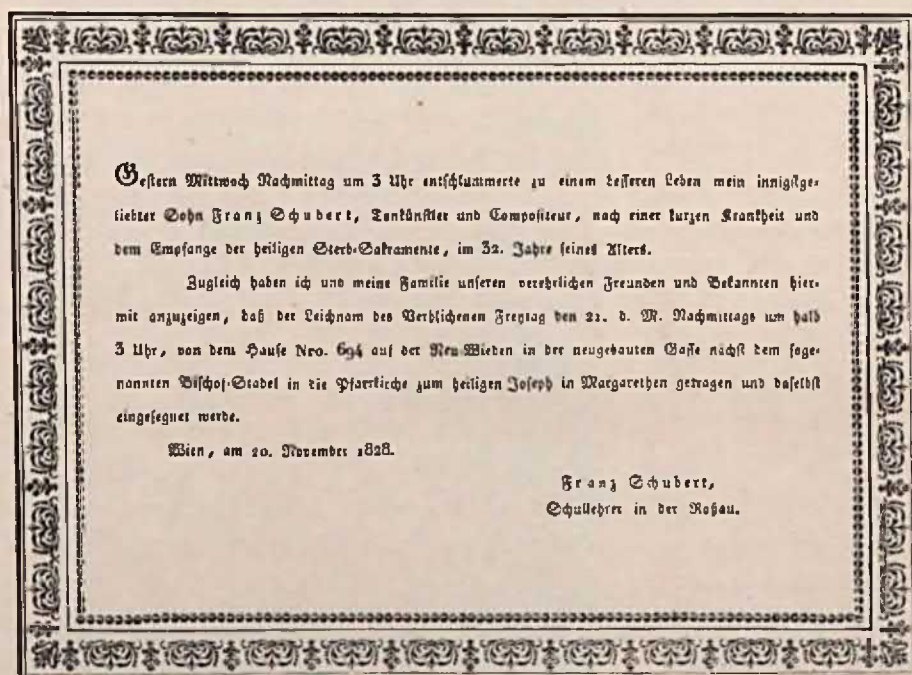 Gestern Mittwoch Nachmittag um 3 Uhr entschlummerte zu einem besseren Leben mein innigstge-
liebter Sohn Franz Schubert, Tonkünstler und Compositeur, nach einer kurzen Krankheit und
dem Empfange der heiligen Sterb-Sakramente, im 32. Jahre seines Alters.
Zugleich haben ich und meine Familie unseren verehrlichen Freunden und Bekannten hier-
mit anzuzeigen, daß der Leichnam des Verblichenen Freytag den 21. d. M. Nachmittags um halb
3 Uhr, von dem Hause Nro. 694 auf der Neu-Wieden in der neugebauten Gasse nächst dem soge-
nannten Bischof-Stadel in die Pfarrkirche zum heiligen Joseph in Margarethen getragen und daselbst
eingesegnet werde.
Wien, am 20. November 1828.
Franz Schubert,
Schullehrer in der Roßau.